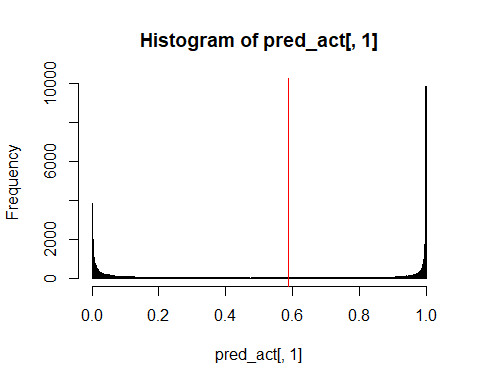 Histogram of pred_act[, 1]
Frequency
10000
6000
2000
0
0.0 0.2 0.4 0.6 0.8 1.0
pred_act[, 1]